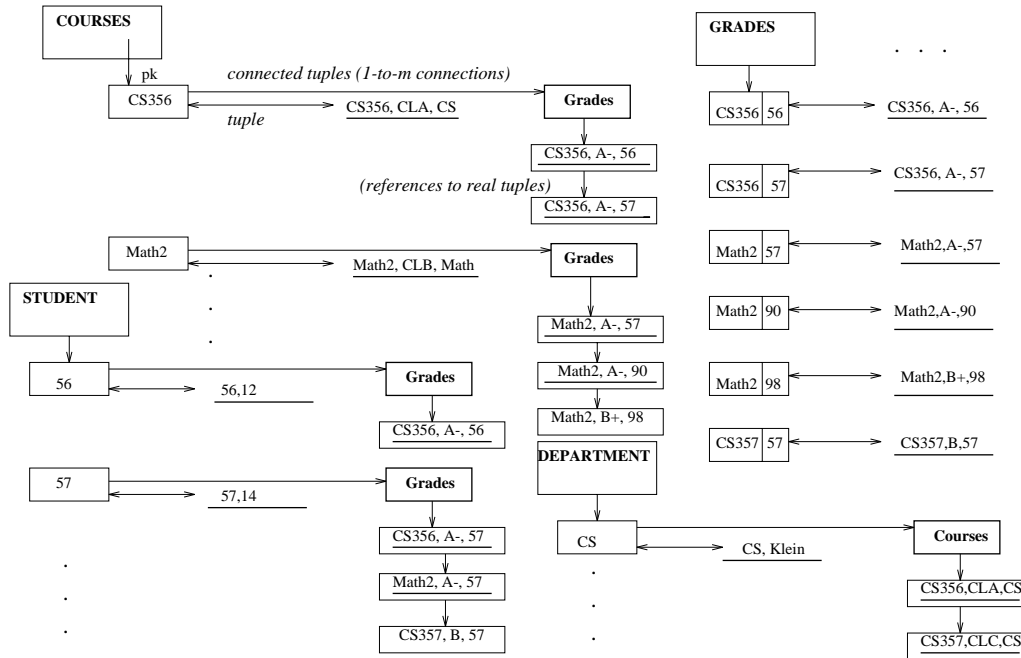 COURSES
pk
CS356
connected tuples (1-to-m connections)
tuple
CS356, CLA, CS
Grades
CS356, A-, 56
(references to real tuples)
CS356, A-, 57
Math2
Math2, CLB, Math
Grades
Math2, A-, 57
Math2, A-, 90
Math2, B+, 98
.
.
.
STUDENT
56
56,12
Grades
CS356, A-, 56
57
57,14
Grades
CS356, A-, 57
Math2, A-, 57
CS357, B, 57
.
.
.
GRADES
. . .
CS356 56
CS356, A-, 56
CS356 57
CS356, A-, 57
Math2 57
Math2,A-,57
Math2 90
Math2,A-,90
Math2 98
Math2,B+,98
CS357 57
CS357,B,57
DEPARTMENT
CS
CS, Klein
Courses
CS356,CLA,CS
CS357,CLC,CS
.
.
.